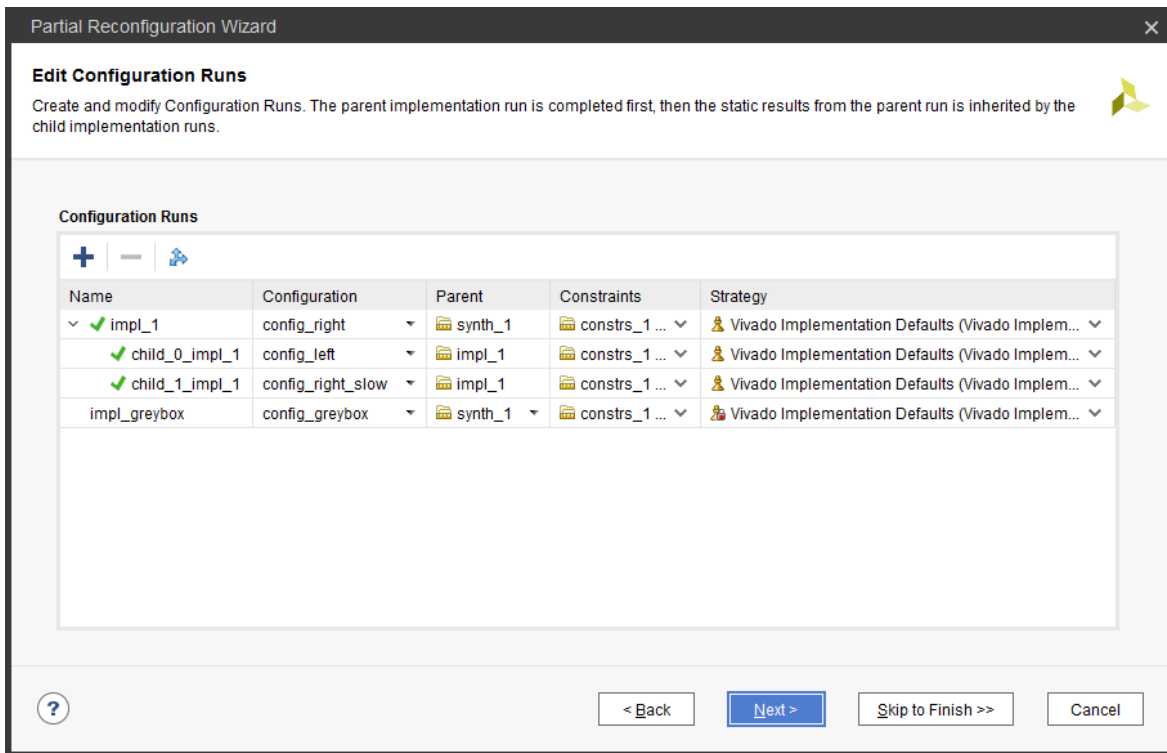 Partial Reconfiguration Wizard
Edit Configuration Runs
Create and modify Configuration Runs. The parent implementation run is completed first, then the static results from the parent run is inherited by the
child implementation runs.
Configuration Runs
Name Configuration Parent Constraints Strategy
impl_1 config_right synth_1 constrs_1 ... Vivado Implementation Defaults (Vivado Implem...
child_0_impl_1 config_left impl_1 constrs_1 ... Vivado Implementation Defaults (Vivado Implem...
child_1_impl_1 config_right_slow impl_1 constrs_1 ... Vivado Implementation Defaults (Vivado Implem...
impl_greybox config_greybox synth_1 constrs_1 ... Vivado Implementation Defaults (Vivado Implem...
? < Back Next > Skip to Finish >> Cancel